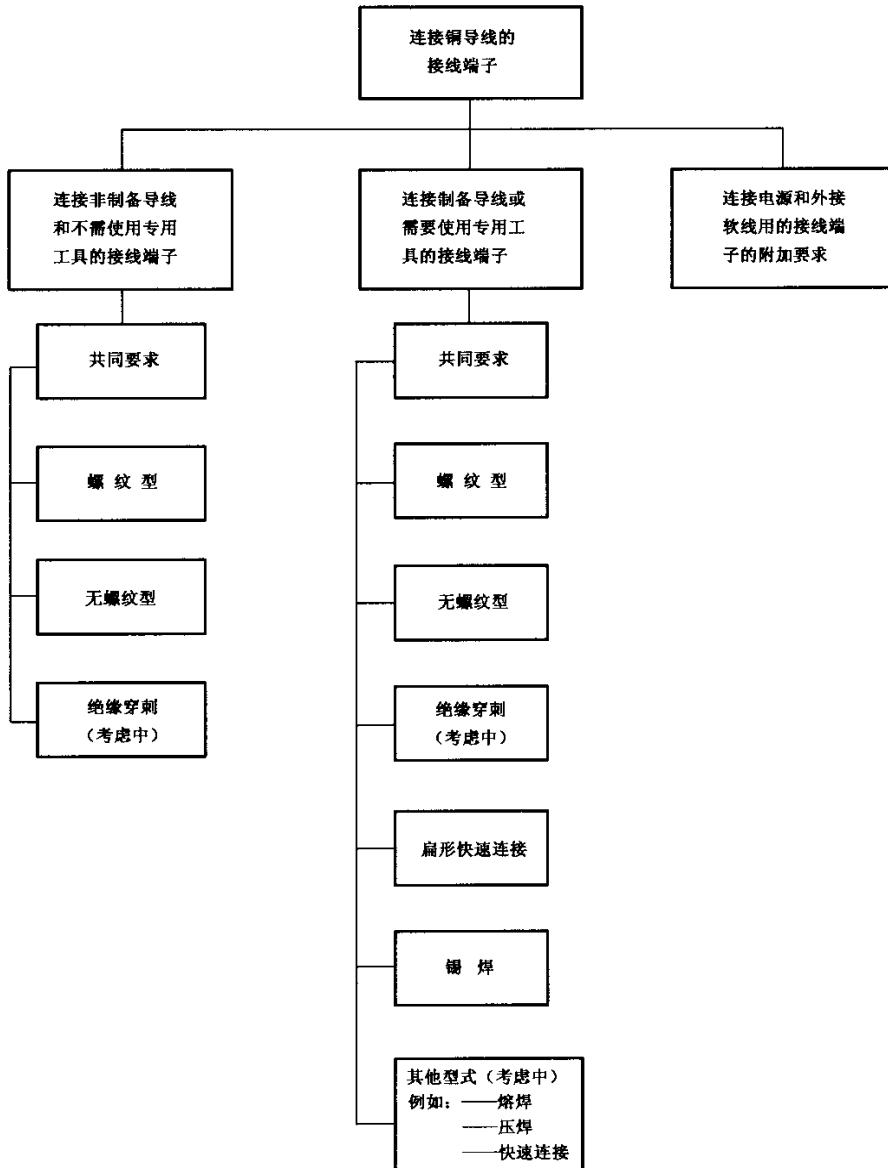 连接铜导线的
接线端子
连接非制备导线
和不需使用专用
工具的接线端子
连接制备导线或
需要使用专用工
具的接线端子
连接电源和外接
软线用的接线端
子的附加要求
共同要求
螺纹型
无螺纹型
绝缘穿刺
（考虑中）
共同要求
螺纹型
无螺纹型
绝缘穿刺
（考虑中）
扁形快速连接
锡焊
其他型式（考虑中）
例如：——熔焊
——压焊
——快速连接